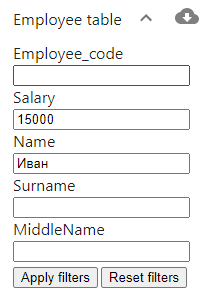 Employee table
Employee_code
Salary
15000
Name
Иван
Surname
MiddleName
Apply filters Reset filters